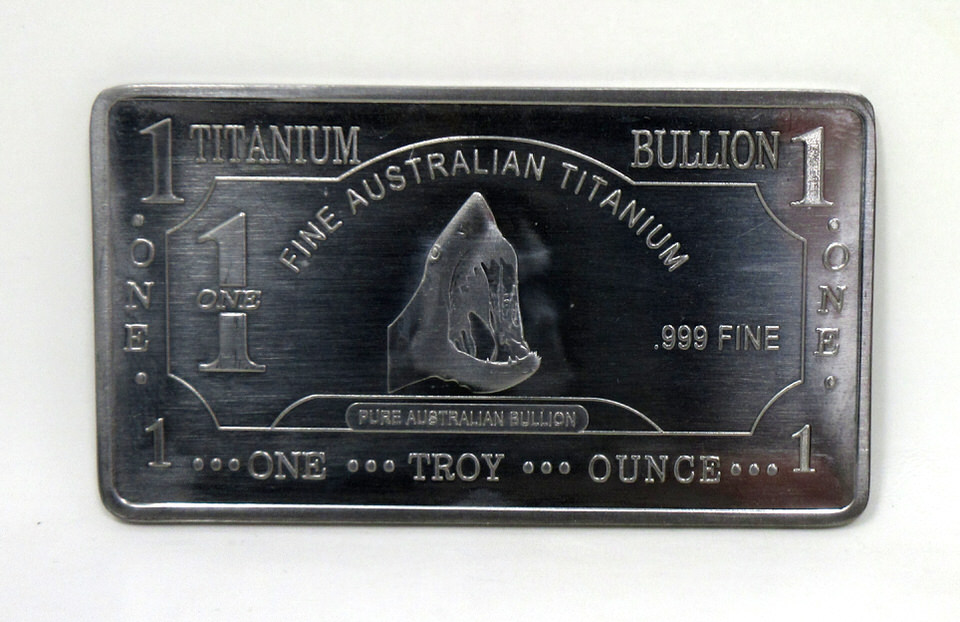 1 TITANIUM BULLION 1
FINE AUSTRALIAN TITANIUM
1
ONE
.ONE.
.ONE.
.999 FINE
PURE AUSTRALIAN BULLION
1 ...ONE ... TROY ... OUNCE... 1